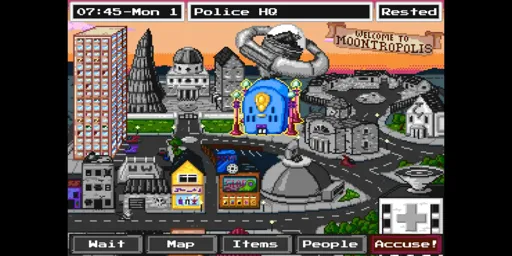 07:45-Mon 1 Police HQ Rested
WELCOME TO
MOONTROPOLIS
Wait Map Items People Accuse!